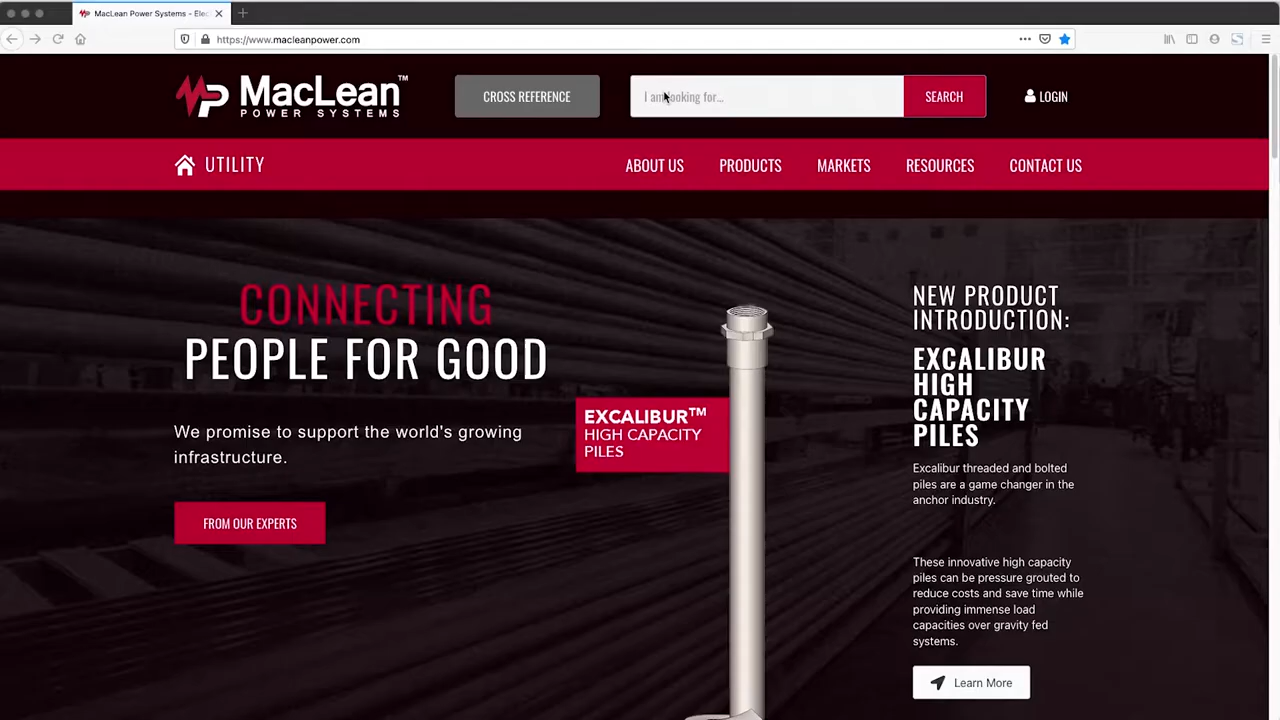 MacLean Power Systems - Elec
https://www.macleanpower.com
MacLean™
POWER SYSTEMS
CROSS REFERENCE
I am looking for...
SEARCH
LOGIN
UTILITY
ABOUT US
PRODUCTS
MARKETS
RESOURCES
CONTACT US
CONNECTING
PEOPLE FOR GOOD
We promise to support the world's growing
infrastructure.
FROM OUR EXPERTS
EXCALIBUR™
HIGH CAPACITY
PILES
NEW PRODUCT
INTRODUCTION:
EXCALIBUR
HIGH
CAPACITY
PILES
Excalibur threaded and bolted
piles are a game changer in the
anchor industry.
These innovative high capacity
piles can be pressure grouted to
reduce costs and save time while
providing immense load
capacities over gravity fed
systems.
Learn More